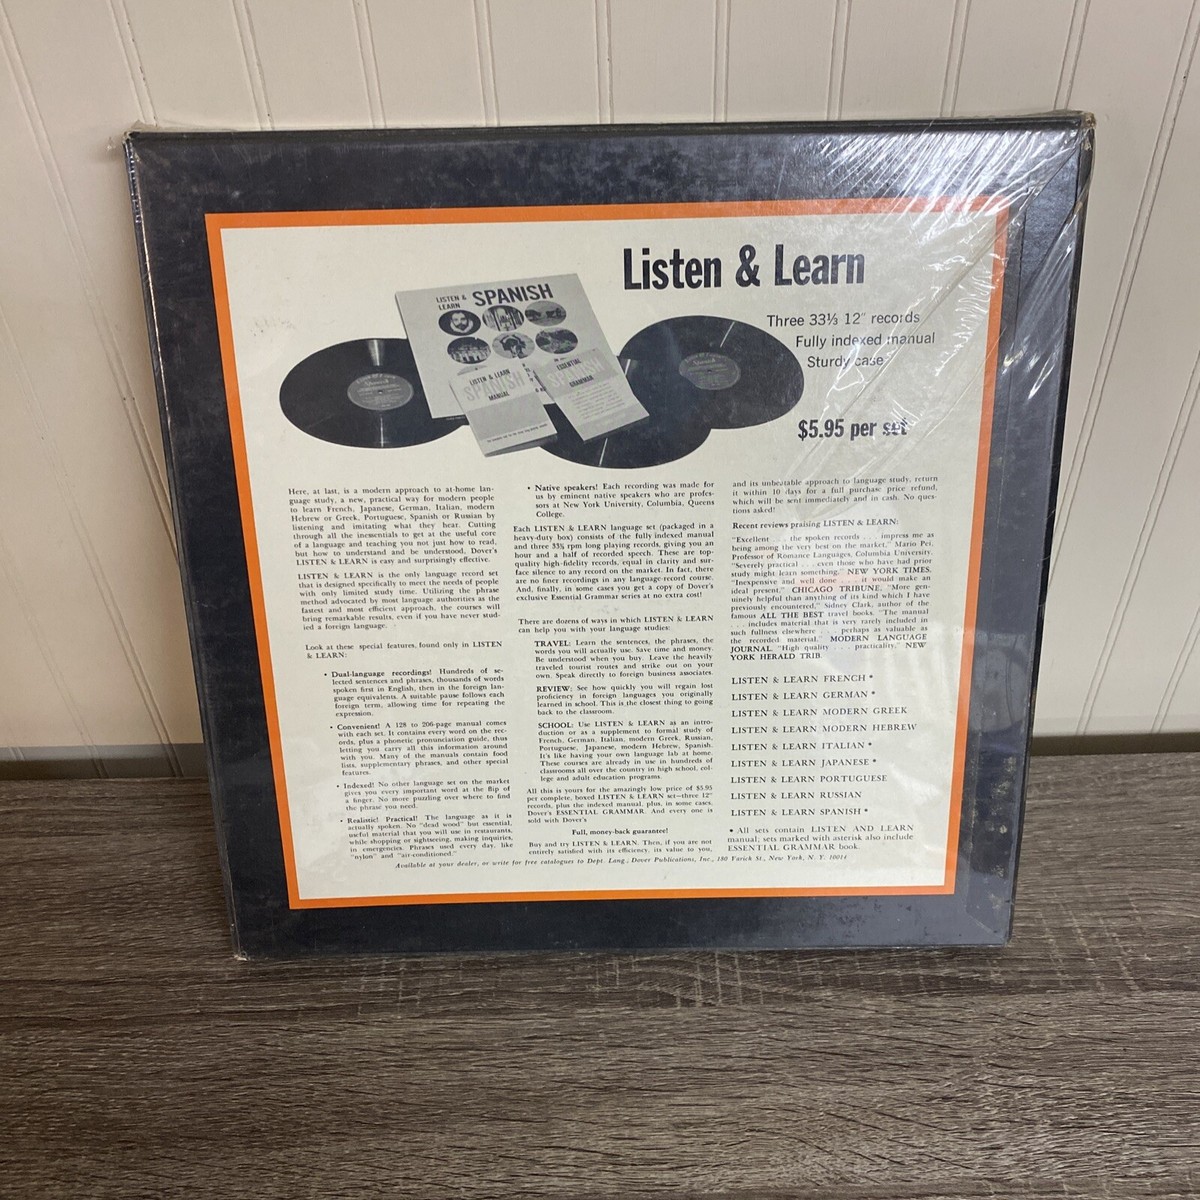 Listen & Learn
Three 33⅓ 12" records
Fully indexed manual
Sturdy case
$5.95 per set
LISTEN &
LEARN SPANISH
LISTEN & LEARN
SPANISH
MANUAL
ESSENTIAL
SPANISH
GRAMMAR
Here, at last, is a modern approach to at-home lan-
guage study, a new, practical way for modern people
to learn French, Japanese, German, Italian, modern
Hebrew or Greek, Portuguese, Spanish or Russian by
listening and imitating what they hear. Cutting
through all the inessentials to get at the useful core
of a language and teaching you not just how to read,
but how to understand and be understood, Dover's
LISTEN & LEARN is easy and surprisingly effective.
LISTEN & LEARN is the only language record set
that is designed specifically to meet the needs of people
with only limited study time. Utilizing the phrase
method advocated by most language authorities as the
fastest and most efficient approach, the courses will
bring remarkable results, even if you have never stud-
ied a foreign language.
Look at these special features, found only in LISTEN
& LEARN:
• Dual-language recordings! Hundreds of se-
lected sentences and phrases, thousands of words
spoken first in English, then in the foreign lan-
guage equivalents. A suitable pause follows each
foreign term, allowing time for repeating the
expression.
• Convenient! A 128 to 206-page manual comes
with each set. It contains every word on the rec-
ords, plus a phonetic pronunciation guide, thus
letting you carry all this information around
with you. Many of the manuals contain food
lists, supplementary phrases, and other special
features.
• Indexed! No other language set on the market
gives you every important word at the flip of
a finger. No more puzzling over where to find
the phrase you need.
• Realistic! Practical! The language as it is
actually spoken. No "dead wood" but essential,
useful material that you will use in restaurants,
while shopping or sightseeing, making inquiries,
in emergencies. Phrases used every day, like
"nylon" and "air-conditioned."
• Native speakers! Each recording was made for
us by eminent native speakers who are profes-
sors at New York University, Columbia, Queens
College.
Each LISTEN & LEARN language set (packaged in a
heavy-duty box) consists of the fully indexed manual
and three 33⅓ rpm long playing records, giving you an
hour and a half of recorded speech. These are top-
quality high-fidelity records, equal in clarity and sur-
face silence to any record on the market. In fact, there
are no finer recordings in any language-record course.
And, finally, in some cases you get a copy of Dover's
exclusive Essential Grammar series at no extra cost!
There are dozens of ways in which LISTEN & LEARN
can help you with your language studies:
TRAVEL: Learn the sentences, the phrases, the
words you will actually use. Save time and money.
Be understood when you buy. Leave the heavily
traveled tourist routes and strike out on your
own. Speak directly to foreign business associates.
REVIEW: See how quickly you will regain lost
proficiency in foreign languages you originally
learned in school. This is the closest thing to going
back to the classroom.
SCHOOL: Use LISTEN & LEARN as an intro-
duction or as a supplement to formal study of
French, German, Italian, modern Greek, Russian,
Portuguese, Japanese, modern Hebrew, Spanish.
It's like having your own language lab at home.
These courses are already in use in hundreds of
classrooms all over the country in high school, col-
lege and adult education programs.
All this is yours for the amazingly low price of $5.95
per complete, boxed LISTEN & LEARN set—three 12"
records, plus the indexed manual, plus, in some cases,
Dover's ESSENTIAL GRAMMAR. And every one is
sold with Dover's
Full, money-back guarantee!
Buy and try LISTEN & LEARN. Then, if you are not
entirely satisfied with its efficiency, its value to you,
and its unbeatable approach to language study, return
it within 10 days for a full purchase price refund,
which will be sent immediately and in cash. No ques-
tions asked!
Recent reviews praising LISTEN & LEARN:
"Excellent . . . the spoken records . . . impress me as
being among the very best on the market," Mario Pei,
Professor of Romance Languages, Columbia University.
"Severely practical . . . even those who have had prior
study might learn something," NEW YORK TIMES.
"Inexpensive and well done . . . it would make an
ideal present," CHICAGO TRIBUNE. "More gen-
uinely helpful than anything of its kind which I have
previously encountered," Sidney Clark, author of the
famous ALL THE BEST travel books. "The manual
. . . includes material that is very rarely included in
such fullness elsewhere . . . perhaps as valuable as
the recorded material," MODERN LANGUAGE
JOURNAL. "High quality . . . practicality," NEW
YORK HERALD TRIB.
LISTEN & LEARN FRENCH *
LISTEN & LEARN GERMAN *
LISTEN & LEARN MODERN GREEK
LISTEN & LEARN MODERN HEBREW
LISTEN & LEARN ITALIAN *
LISTEN & LEARN JAPANESE *
LISTEN & LEARN PORTUGUESE
LISTEN & LEARN RUSSIAN
LISTEN & LEARN SPANISH *
* All sets contain LISTEN AND LEARN
manual; sets marked with asterisk also include
ESSENTIAL GRAMMAR book.
Available at your dealer, or write for free catalogues to Dept. Lang., Dover Publications, Inc., 180 Varick St., New York, N. Y. 10014